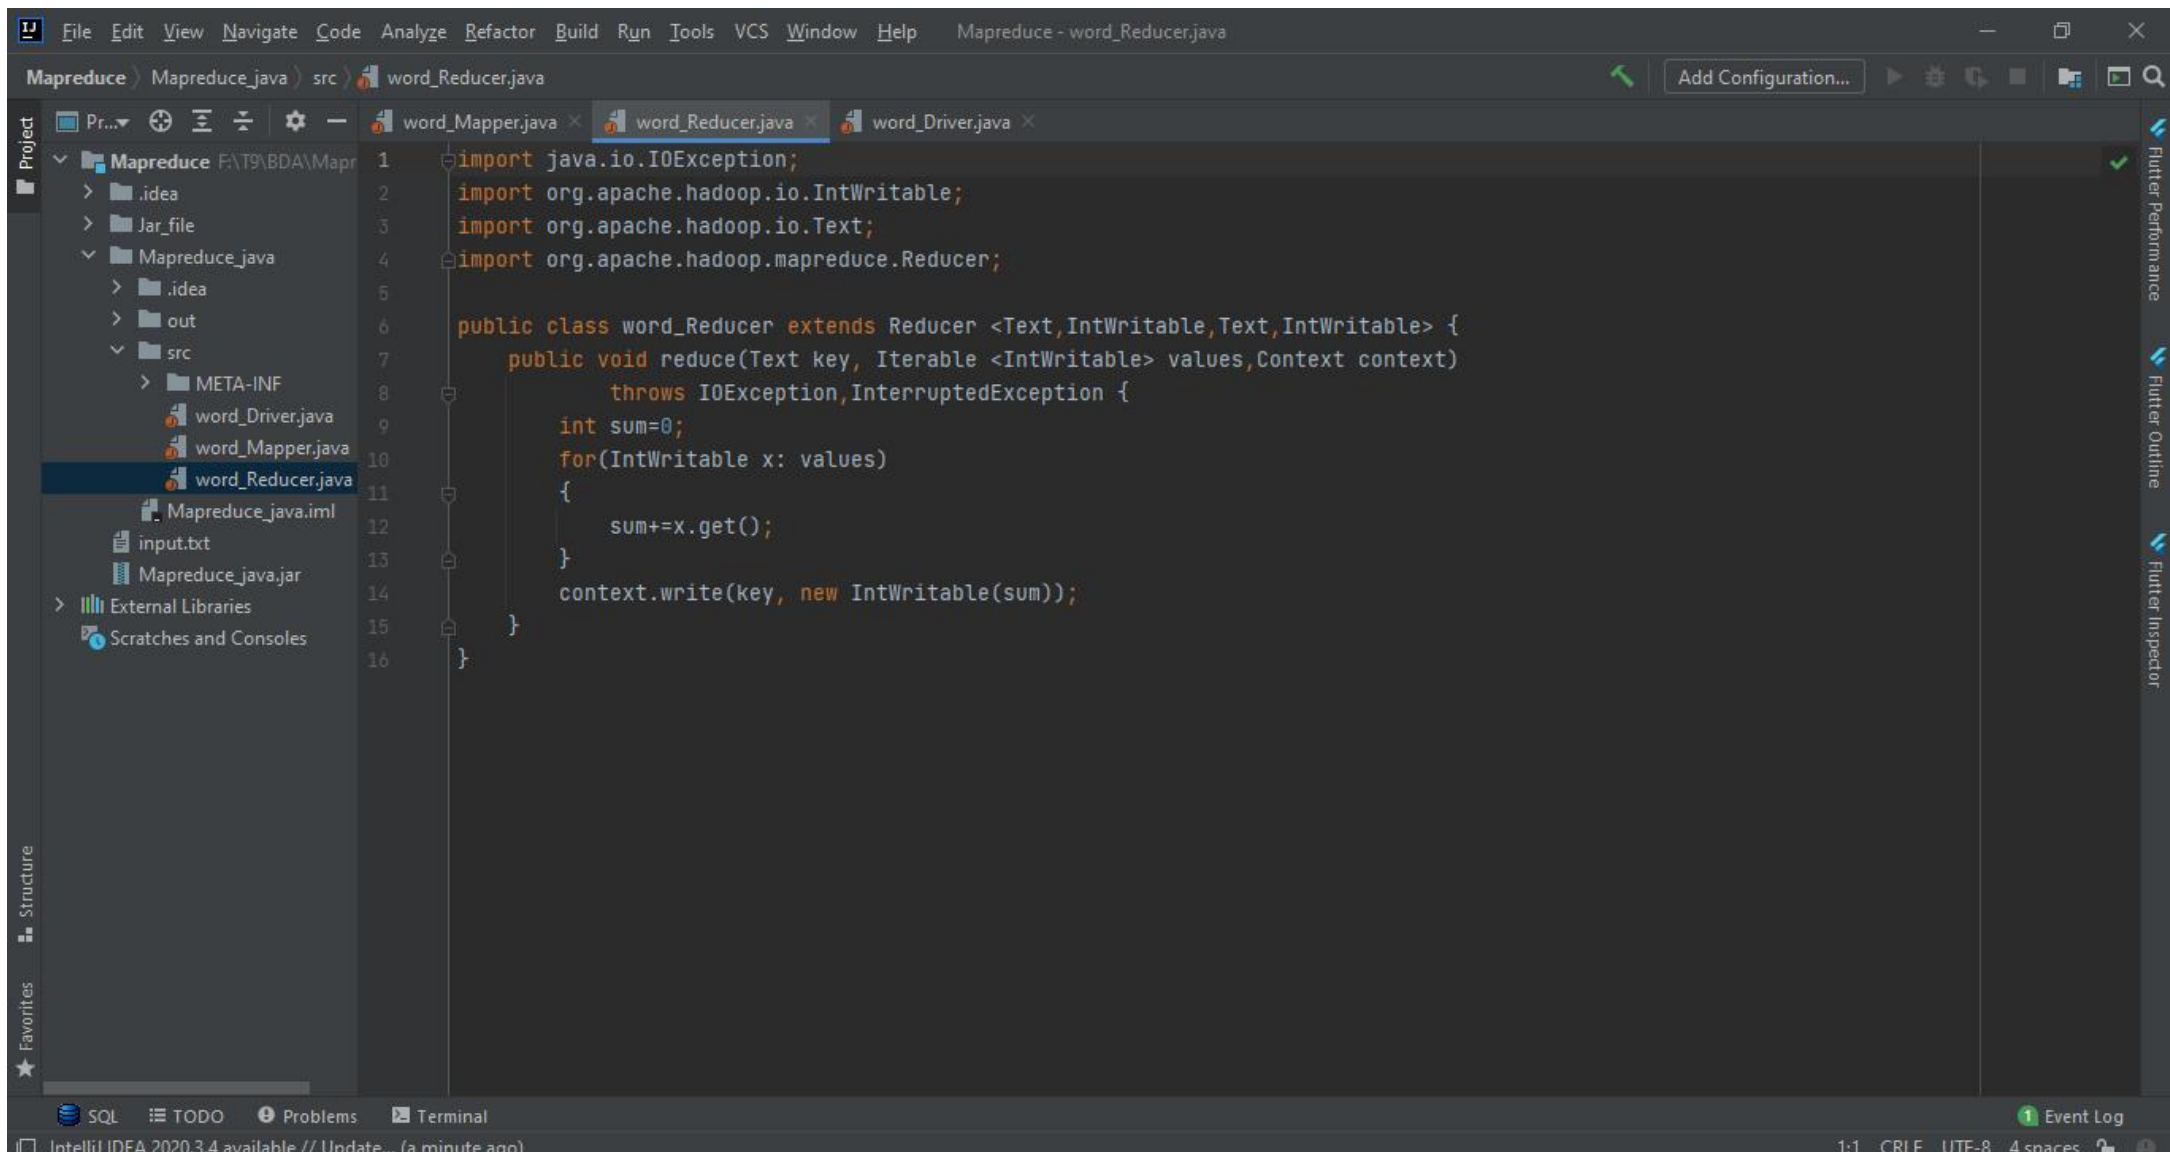 IJ File Edit View Navigate Code Analyze Refactor Build Run Tools VCS Window Help Mapreduce - word_Reducer.java
Mapreduce Mapreduce_java src word_Reducer.java Add Configuration...
Project
Pr...
word_Mapper.java word_Reducer.java word_Driver.java
Mapreduce F:\T9\BDA\Mapr
.idea
Jar_file
Mapreduce_java
.idea
out
src
META-INF
word_Driver.java
word_Mapper.java
word_Reducer.java
Mapreduce_java.iml
input.txt
Mapreduce_java.jar
External Libraries
Scratches and Consoles
1 import java.io.IOException;
2 import org.apache.hadoop.io.IntWritable;
3 import org.apache.hadoop.io.Text;
4 import org.apache.hadoop.mapreduce.Reducer;
5
6 public class word_Reducer extends Reducer <Text,IntWritable,Text,IntWritable> {
7 public void reduce(Text key, Iterable <IntWritable> values,Context context)
8 throws IOException,InterruptedException {
9 int sum=0;
10 for(IntWritable x: values)
11 {
12 sum+=x.get();
13 }
14 context.write(key, new IntWritable(sum));
15 }
16 }
Flutter Performance
Flutter Outline
Flutter Inspector
Structure
Favorites
SQL TODO Problems Terminal 1 Event Log
IntelliJ IDEA 2020.3.4 available // Update... (a minute ago) 1:1 CRLF UTF-8 4 spaces